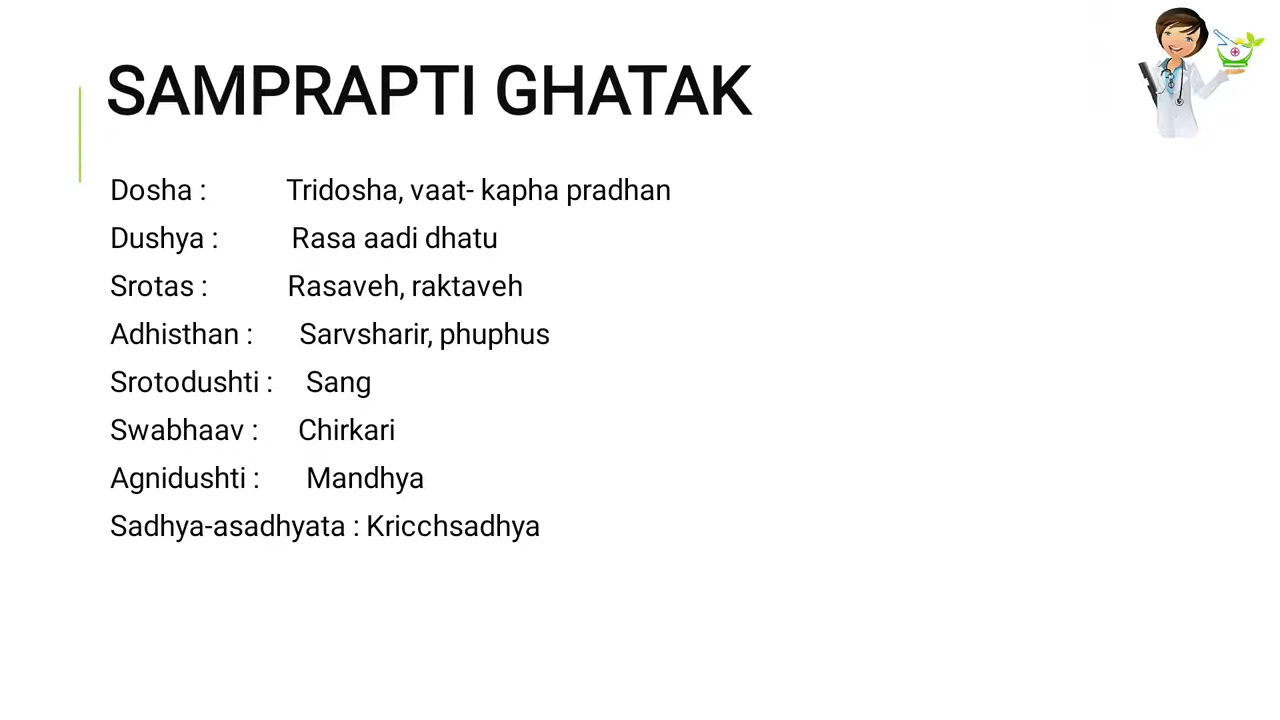 SAMPRAPTI GHATAK
Dosha : Tridosha, vaat- kapha pradhan
Dushya : Rasa aadi dhatu
Srotas : Rasaveh, raktaveh
Adhisthan : Sarvsharir, phuphus
Srotodushti : Sang
Swabhaav : Chirkari
Agnidushti : Mandhya
Sadhya-asadhyata : Kricchsadhya